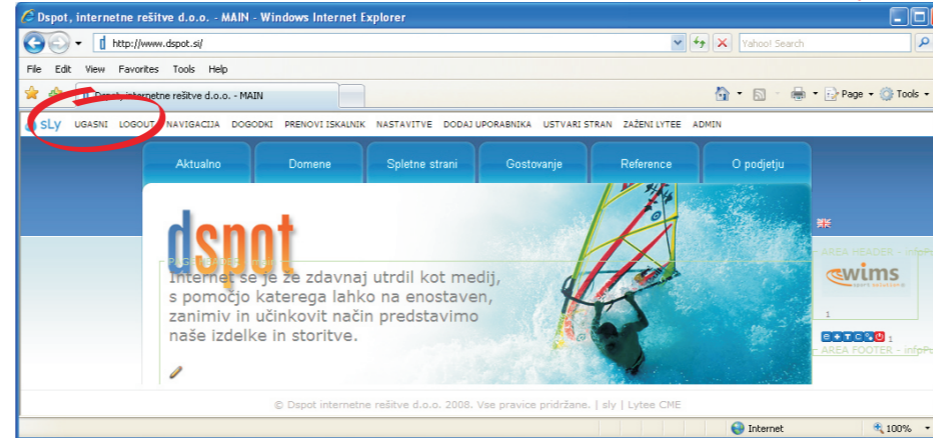 Dspot, internetne rešitve d.o.o. - MAIN - Windows Internet Explorer
http://www.dspot.si/
Yahoo! Search
File Edit View Favorites Tools Help
Dspot, internetne rešitve d.o.o. - MAIN
Page Tools
sLy UGASNI LOGOUT NAVIGACIJA DOGODKI PRENOVI ISKALNIK NASTAVITVE DODAJ UPORABNIKA USTVARI STRAN ZAŽENI LYTEE ADMIN
Aktualno Domene Spletne strani Gostovanje Reference O podjetju
dspot
AREA HEADER - infoPu
wims
sport solutions
1
Internet se je že zdavnaj utrdil kot medij,
s pomočjo katerega lahko na enostaven,
zanimiv in učinkovit način predstavimo
naše izdelke in storitve.
1
AREA FOOTER - infoPu
© Dspot internetne rešitve d.o.o. 2008. Vse pravice pridržane. | sly | Lytee CME
Internet 100%